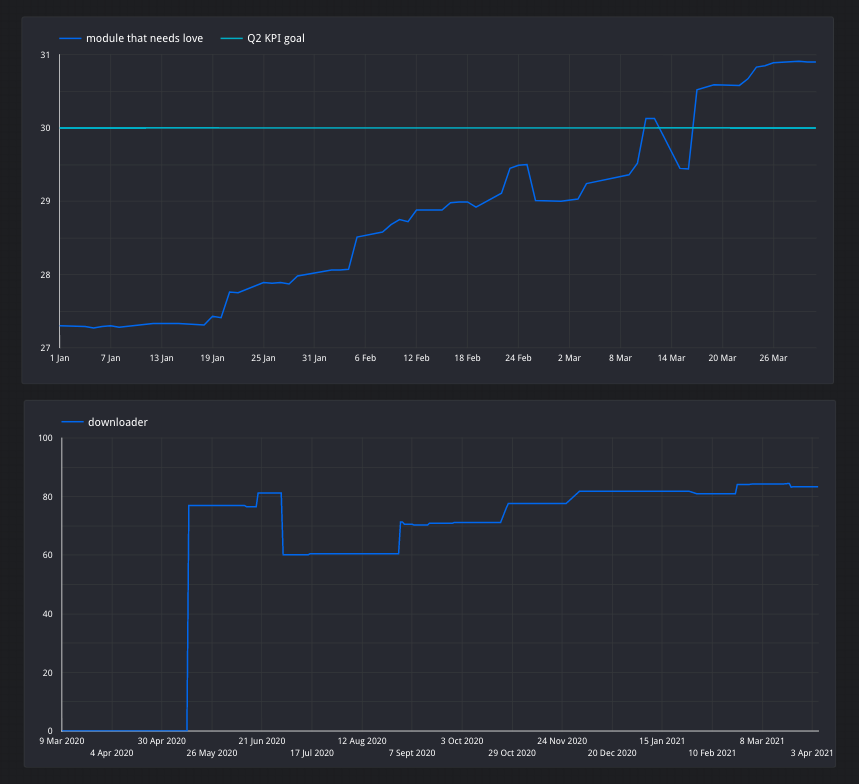 module that needs love Q2 KPI goal
31
30
29
28
27
1 Jan 7 Jan 13 Jan 19 Jan 25 Jan 31 Jan 6 Feb 12 Feb 18 Feb 24 Feb 2 Mar 8 Mar 14 Mar 20 Mar 26 Mar
downloader
100
80
60
40
20
0
9 Mar 2020 30 Apr 2020 21 Jun 2020 12 Aug 2020 3 Oct 2020 24 Nov 2020 15 Jan 2021 8 Mar 2021
4 Apr 2020 26 May 2020 17 Jul 2020 7 Sept 2020 29 Oct 2020 20 Dec 2020 10 Feb 2021 3 Apr 2021